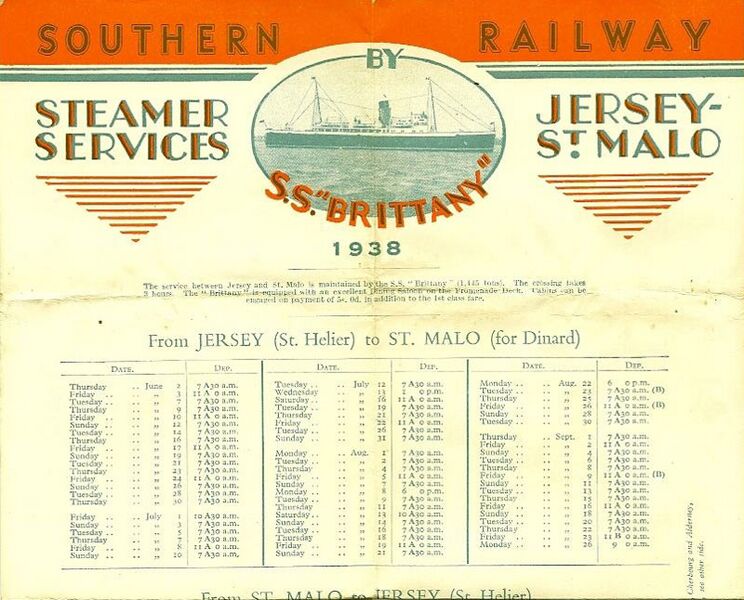 SOUTHERN RAILWAY
BY
STEAMER
SERVICES
JERSEY-
ST MALO
S.S. "BRITTANY"
1938
The service between Jersey and St. Malo is maintained by the S.S. "Brittany" (1,445 tons). The crossing takes
3 hours. The "Brittany" is equipped with an excellent Dining Saloon on the Promenade Deck. Cabins can be
engaged on payment of 5s. 0d. in addition to the 1st class fare.
From JERSEY (St. Helier) to ST. MALO (for Dinard)
DATE. DEP.
Thursday .. June 2 7 A30 a.m.
Friday .. „ 3 11 A 0 a.m.
Tuesday .. „ 7 7 A30 a.m.
Thursday .. „ 9 7 A30 a.m.
Friday .. „ 10 11 A 0 a.m.
Sunday .. „ 12 7 A30 a.m.
Tuesday .. „ 14 7 A30 a.m.
Thursday .. „ 16 7 A30 a.m.
Friday .. „ 17 11 A 0 a.m.
Sunday .. „ 19 7 A30 a.m.
Tuesday .. „ 21 7 A30 a.m.
Thursday .. „ 23 7 A30 a.m.
Friday .. „ 24 11 A 0 a.m.
Sunday .. „ 26 7 A30 a.m.
Tuesday .. „ 28 7 A30 a.m.
Thursday .. „ 30 7 A30 a.m.
Friday .. July 1 10 A30 a.m.
Sunday .. „ 3 7 A30 a.m.
Tuesday .. „ 5 7 A30 a.m.
Thursday .. „ 7 7 A30 a.m.
Friday .. „ 8 11 A 0 a.m.
Sunday .. „ 10 7 A30 a.m.
DATE. DEP.
Tuesday .. July 12 7 A30 a.m.
Wednesday .. „ 13 0 p.m.
Saturday .. „ 16 11 A 0 a.m.
Tuesday .. „ 19 7 A30 a.m.
Thursday .. „ 21 7 A30 a.m.
Friday .. „ 22 11 A 0 a.m.
Tuesday .. „ 26 7 A30 a.m.
Sunday .. „ 31 7 A30 a.m.
Monday .. Aug. 1 7 A30 a.m.
Tuesday .. „ 2 7 A30 a.m.
Thursday .. „ 4 7 A30 a.m.
Friday .. „ 5 11 A 0 a.m.
Sunday .. „ 7 7 A30 a.m.
Monday .. „ 8 6 0 p.m.
Tuesday .. „ 9 7 A30 a.m.
Thursday .. „ 11 7 A30 a.m.
Saturday .. „ 13 10 A30 a.m.
Sunday .. „ 14 7 A30 a.m.
Tuesday .. „ 16 7 A30 a.m.
Thursday .. „ 18 7 A30 a.m.
Friday .. „ 19 11 A 0 a.m.
Sunday .. „ 21 7 A30 a.m.
DATE. DEP.
Monday .. Aug. 22 6 0 p.m.
Tuesday .. „ 23 7 A30 a.m. (B)
Thursday .. „ 25 7 A30 a.m.
Friday .. „ 26 11 A 0 a.m. (B)
Sunday .. „ 28 7 A30 a.m.
Tuesday .. „ 30 7 A30 a.m.
Thursday .. Sept. 1 7 A30 a.m.
Friday .. „ 2 11 A 0 a.m.
Sunday .. „ 4 7 A30 a.m.
Tuesday .. „ 6 7 A30 a.m.
Thursday .. „ 8 7 A30 a.m.
Friday .. „ 9 11 A 0 a.m. (B)
Sunday .. „ 11 7 A30 a.m.
Tuesday .. „ 13 7 A30 a.m.
Thursday .. „ 15 7 A30 a.m.
Friday .. „ 16 11 A 0 a.m.
Sunday .. „ 18 7 A30 a.m.
Tuesday .. „ 20 7 A30 a.m.
Thursday .. „ 22 7 A30 a.m.
Friday .. „ 23 11 B 0 a.m.
Monday .. „ 26 9 0 a.m.
Cherbourg and Alderney,
see other side.
From ST. MALO to JERSEY (St. Helier)